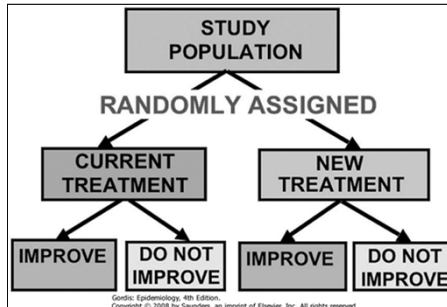 STUDY
POPULATION
RANDOMLY ASSIGNED
CURRENT
TREATMENT
NEW
TREATMENT
IMPROVE
DO NOT
IMPROVE
IMPROVE
DO NOT
IMPROVE
Gordis: Epidemiology, 4th Edition.
Copyright © 2008 by Saunders, an imprint of Elsevier, Inc. All rights reserved.